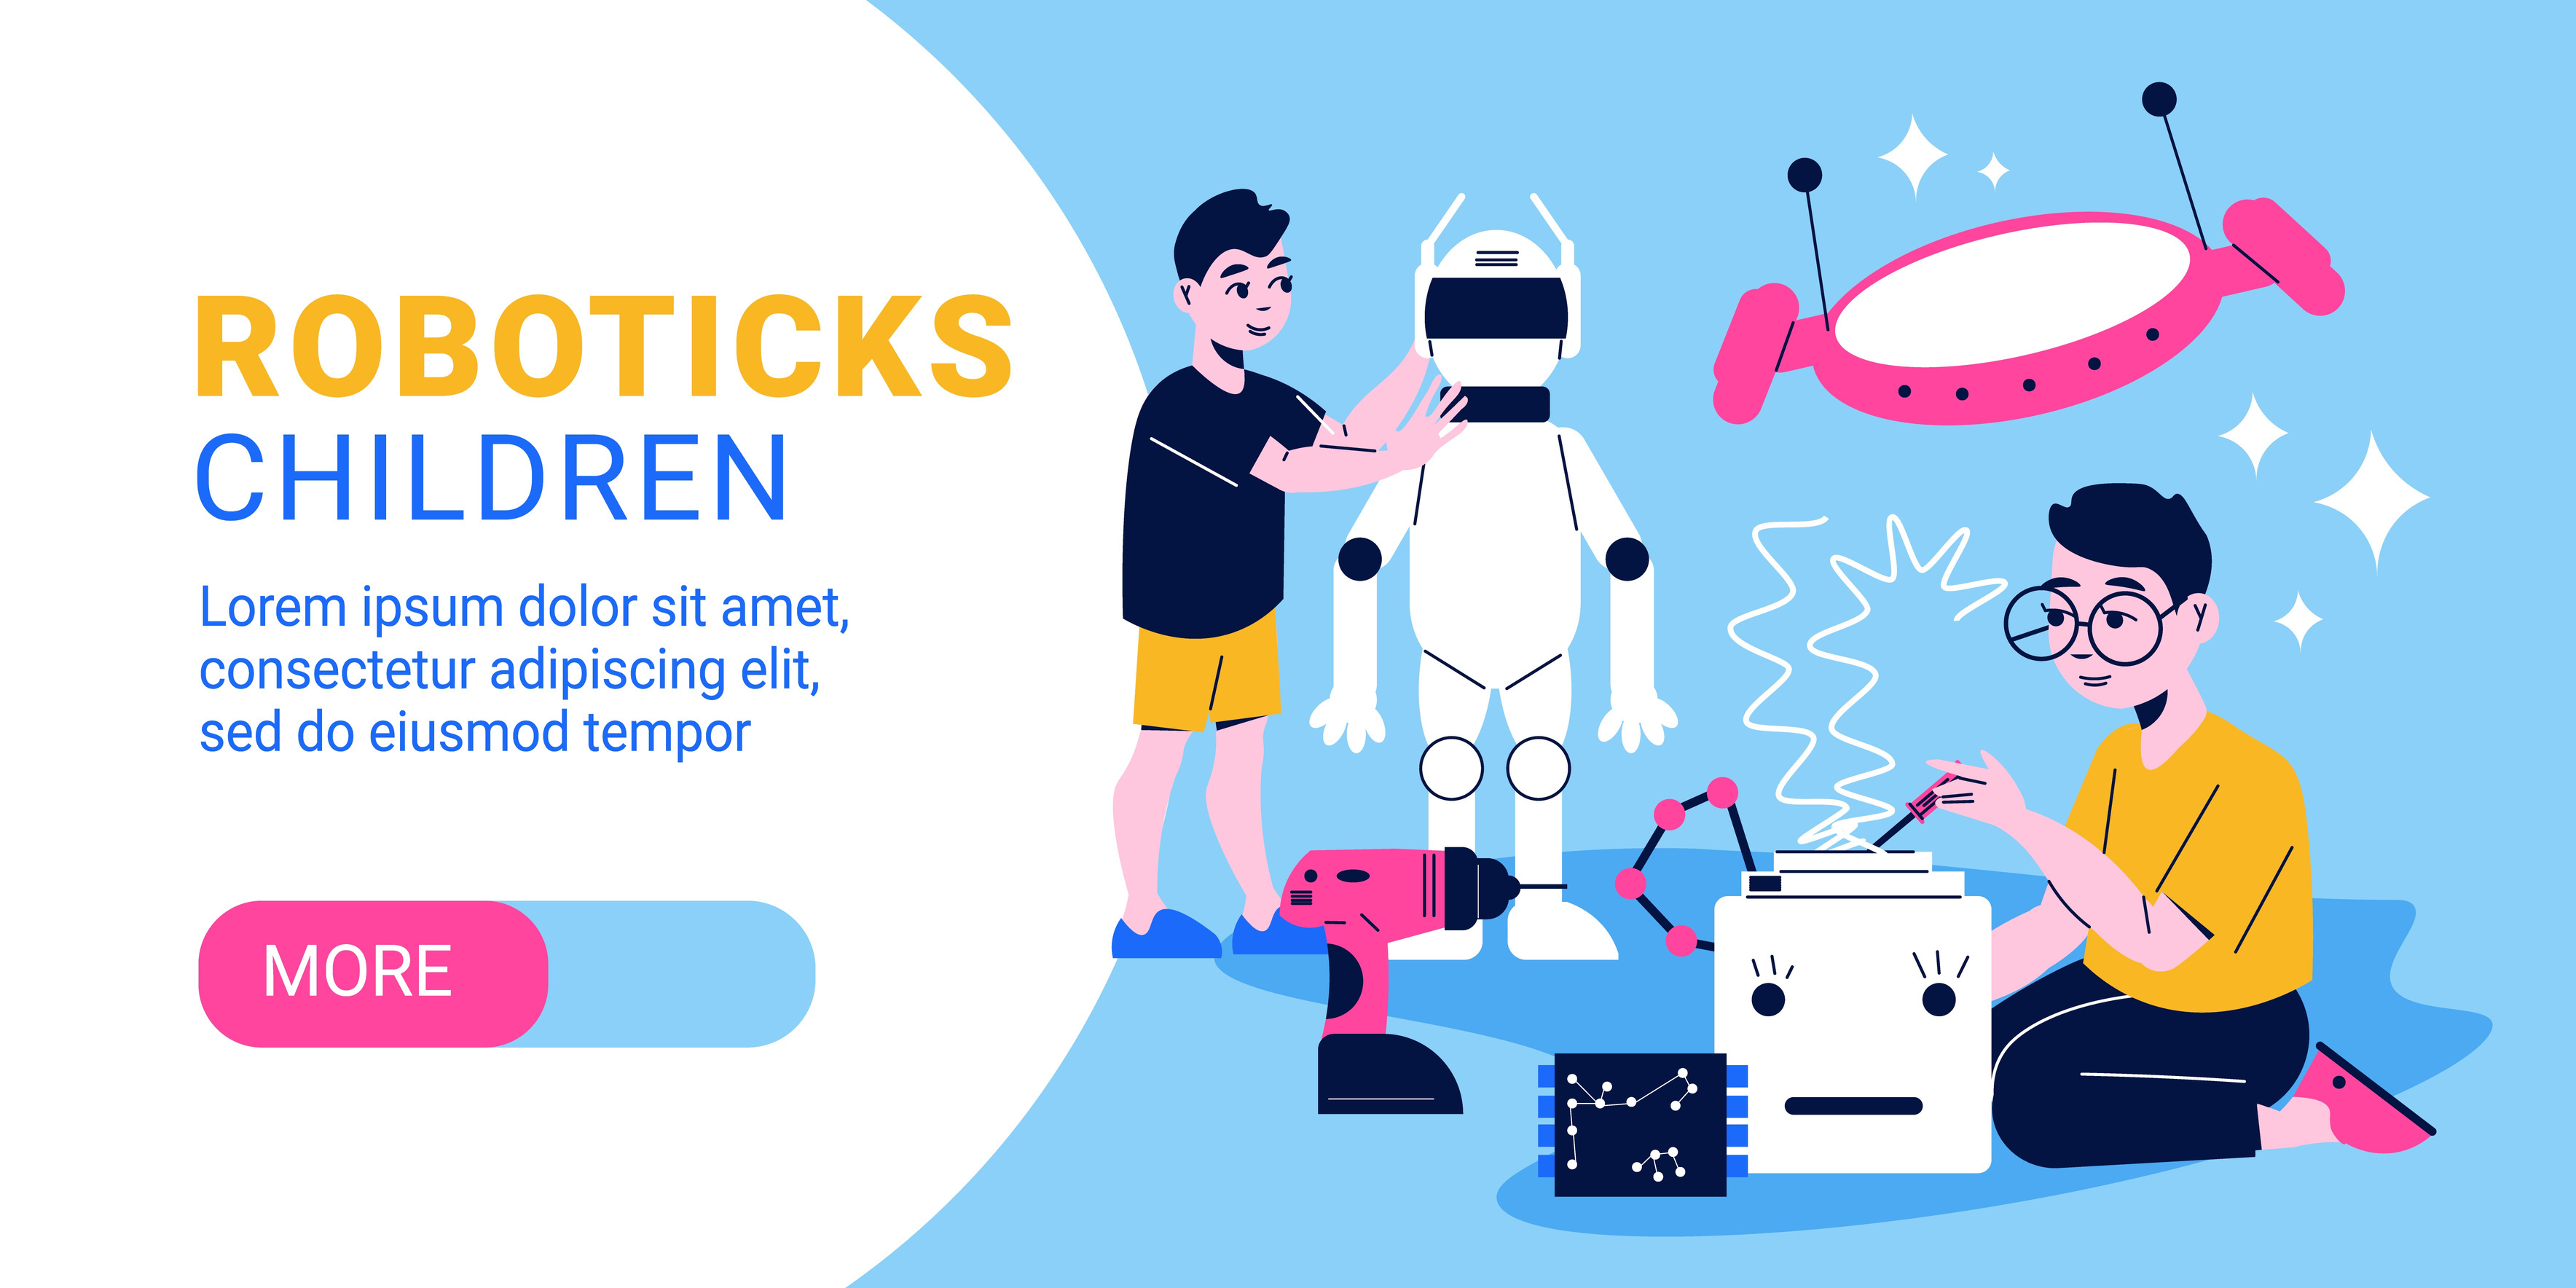 ROBOTICKS
CHILDREN
Lorem ipsum dolor sit amet,
consectetur adipiscing elit,
sed do eiusmod tempor
MORE